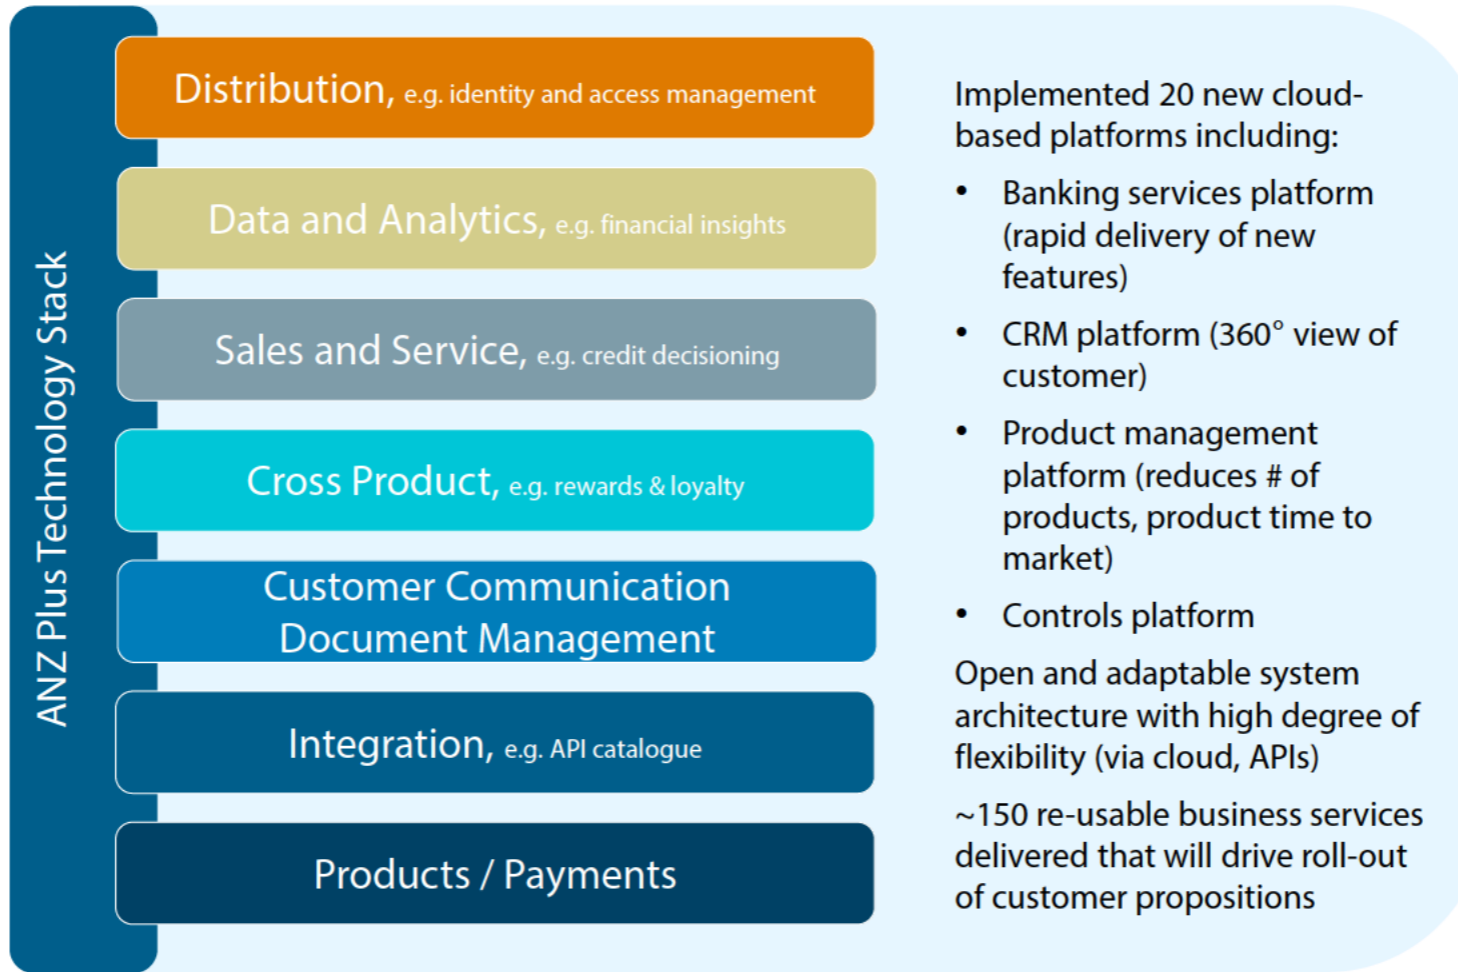 ANZ Plus Technology Stack
Distribution, e.g. identity and access management
Data and Analytics, e.g. financial insights
Sales and Service, e.g. credit decisioning
Cross Product, e.g. rewards & loyalty
Customer Communication
Document Management
Integration, e.g. API catalogue
Products / Payments
Implemented 20 new cloud-
based platforms including:
• Banking services platform
(rapid delivery of new
features)
• CRM platform (360° view of
customer)
• Product management
platform (reduces # of
products, product time to
market)
• Controls platform
Open and adaptable system
architecture with high degree of
flexibility (via cloud, APIs)
~150 re-usable business services
delivered that will drive roll-out
of customer propositions